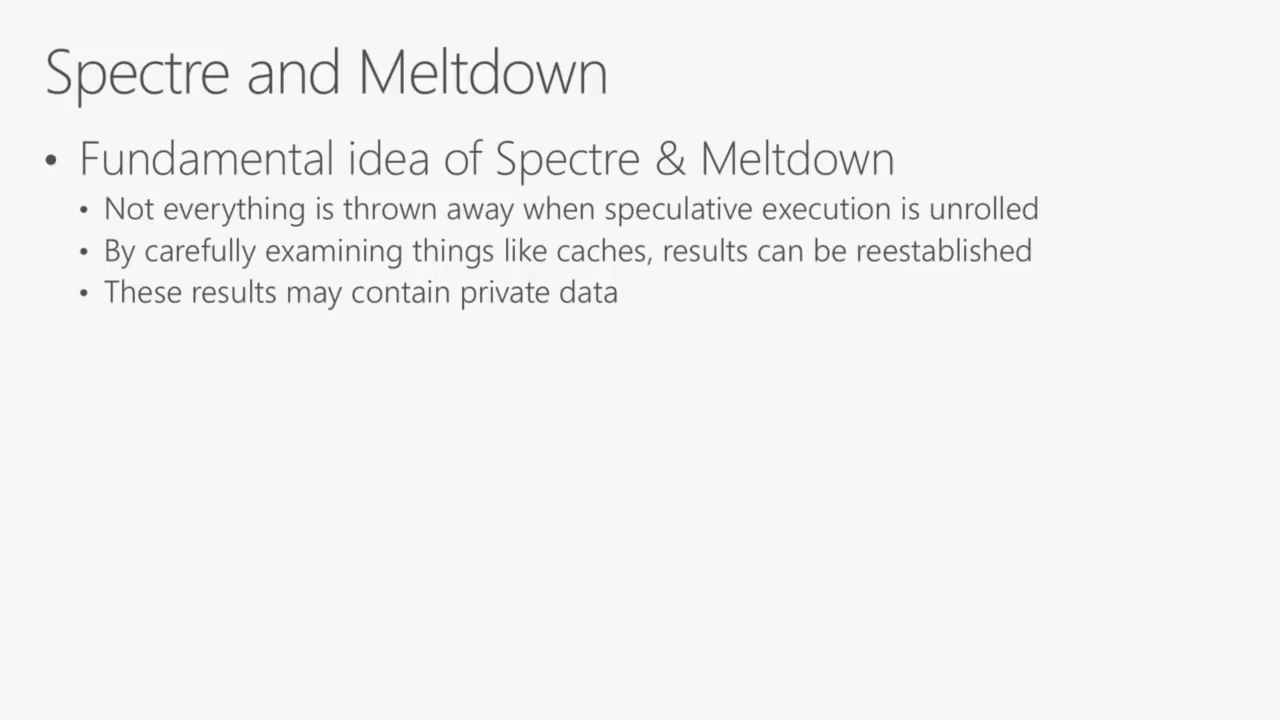 Spectre and Meltdown
• Fundamental idea of Spectre & Meltdown
• Not everything is thrown away when speculative execution is unrolled
• By carefully examining things like caches, results can be reestablished
• These results may contain private data